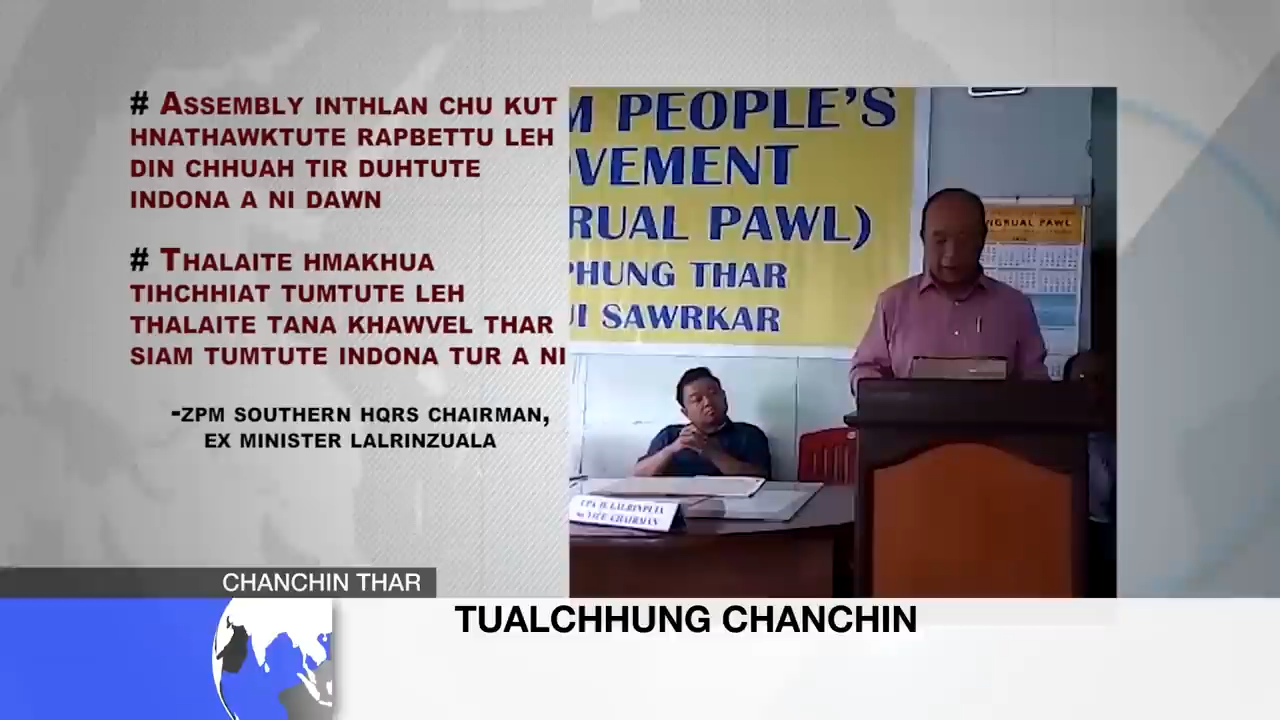 # ASSEMBLY INTHLAN CHU KUT
HNATHAWKTUTE RAPBETTU LEH
DIN CHHUAH TIR DUHTUTE
INDONA A NI DAWN
# THALAITE HMAKHUA
TIHCHHIAT TUMTUTE LEH
THALAITE TANA KHAWVEL THAR
SIAM TUMTUTE INDONA TUR A NI
-ZPM SOUTHERN HQRS CHAIRMAN,
EX MINISTER LALRINZUALA
M PEOPLE'S
VEMENT
RUAL PAWL)
PHUNG THAR
UI SAWRKAR
NGRUAL PAWL
VICE CHAIRMAN
CHANCHIN THAR
TUALCHHUNG CHANCHIN